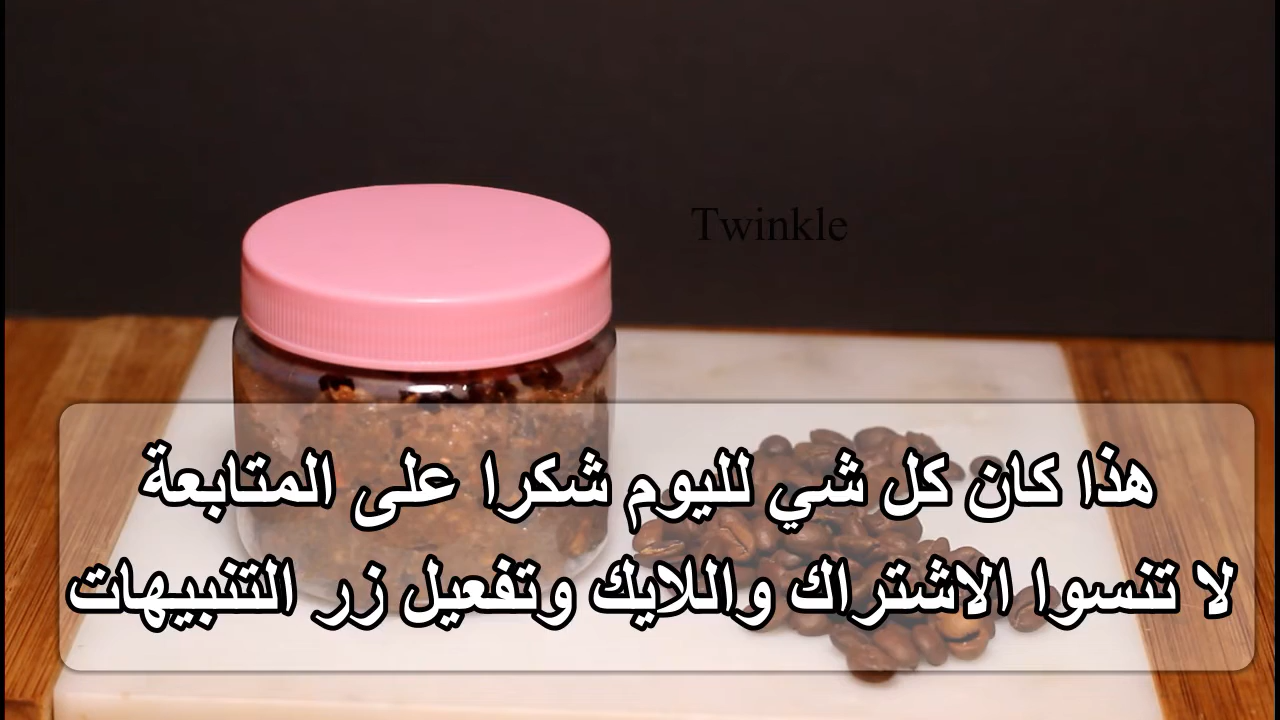 Twinkle
هذا كان كل شي لليوم شكرا على المتابعة
لا تنسوا الاشتراك واللايك وتفعيل زر التنبيهات